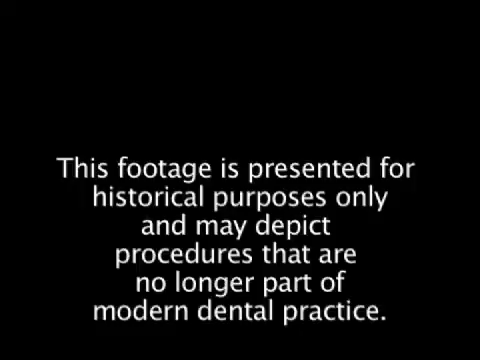 This footage is presented for
historical purposes only
and may depict
procedures that are
no longer part of
modern dental practice.